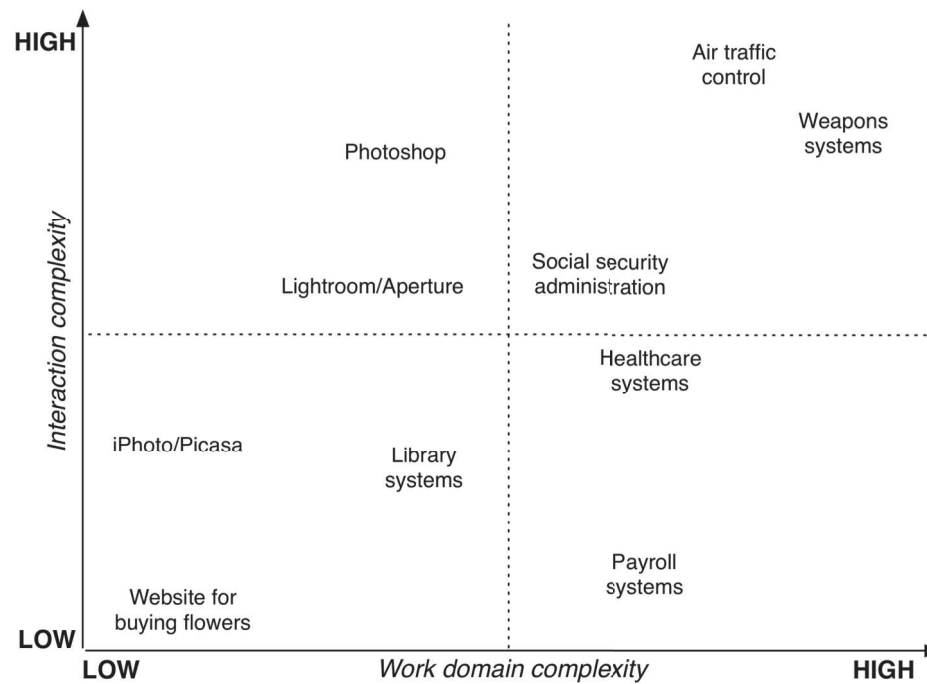 HIGH
Air traffic
control
Weapons
systems
Photoshop
Interaction complexity
Social security
administration
Lightroom/Aperture
Healthcare
systems
iPhoto/Picasa
Library
systems
Payroll
systems
Website for
buying flowers
LOW
LOW
Work domain complexity
HIGH